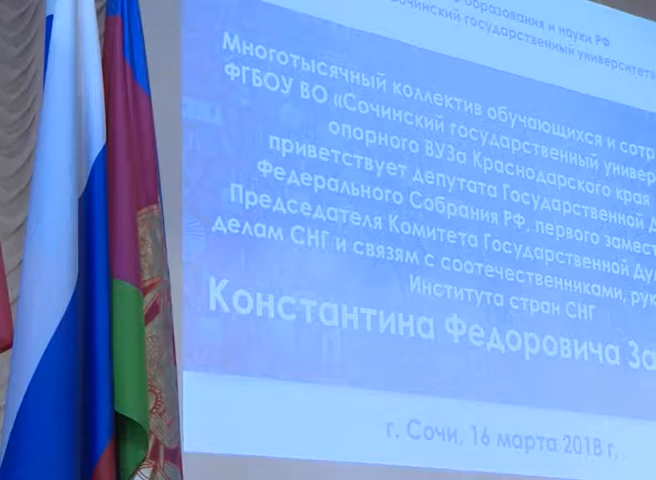 образования и науки РФ
Сочинский государственный университет
Многотысячный коллектив обучающихся и сотр
ФГБОУ ВО «Сочинский государственный универ
опорного ВУЗа Краснодарского края
приветствует депутата Государственной Д
Федерального Собрания РФ, первого замест
Председателя Комитета Государственной Ду
делам СНГ и связям с соотечественниками, рук
Института стран СНГ
Константина Федоровича За
г. Сочи, 16 марта 2018 г.